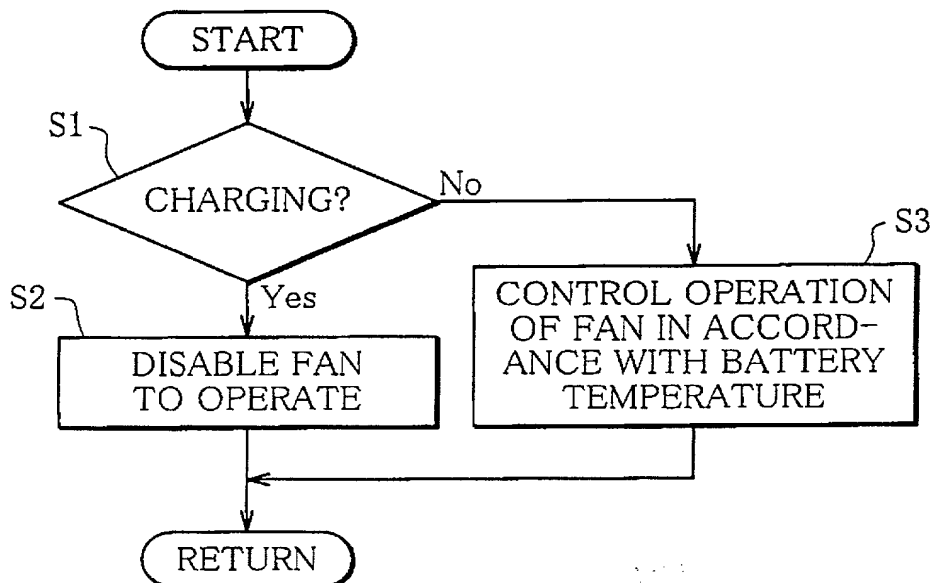 START
S1
CHARGING?
No
Yes
S2
DISABLE FAN
TO OPERATE
S3
CONTROL OPERATION
OF FAN IN ACCORD-
ANCE WITH BATTERY
TEMPERATURE
RETURN